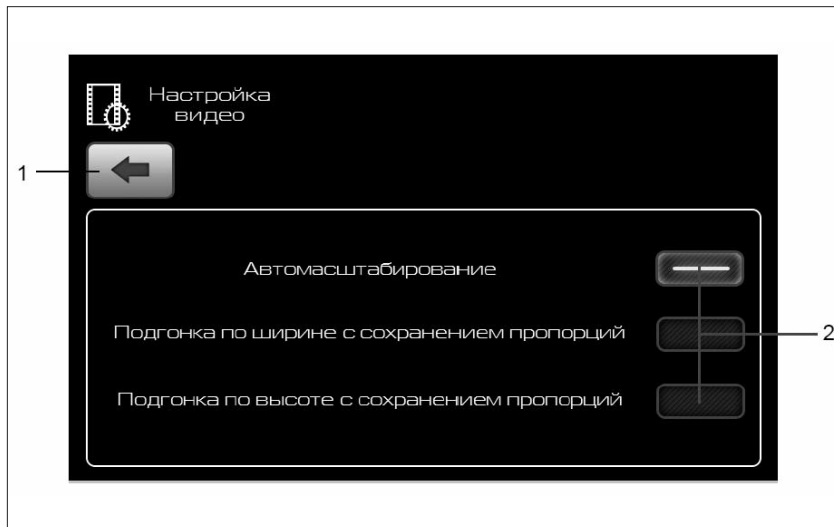 Настройка
видео
1
Автомасштабирование
Подгонка по ширине с сохранением пропорций
2
Подгонка по высоте с сохранением пропорций